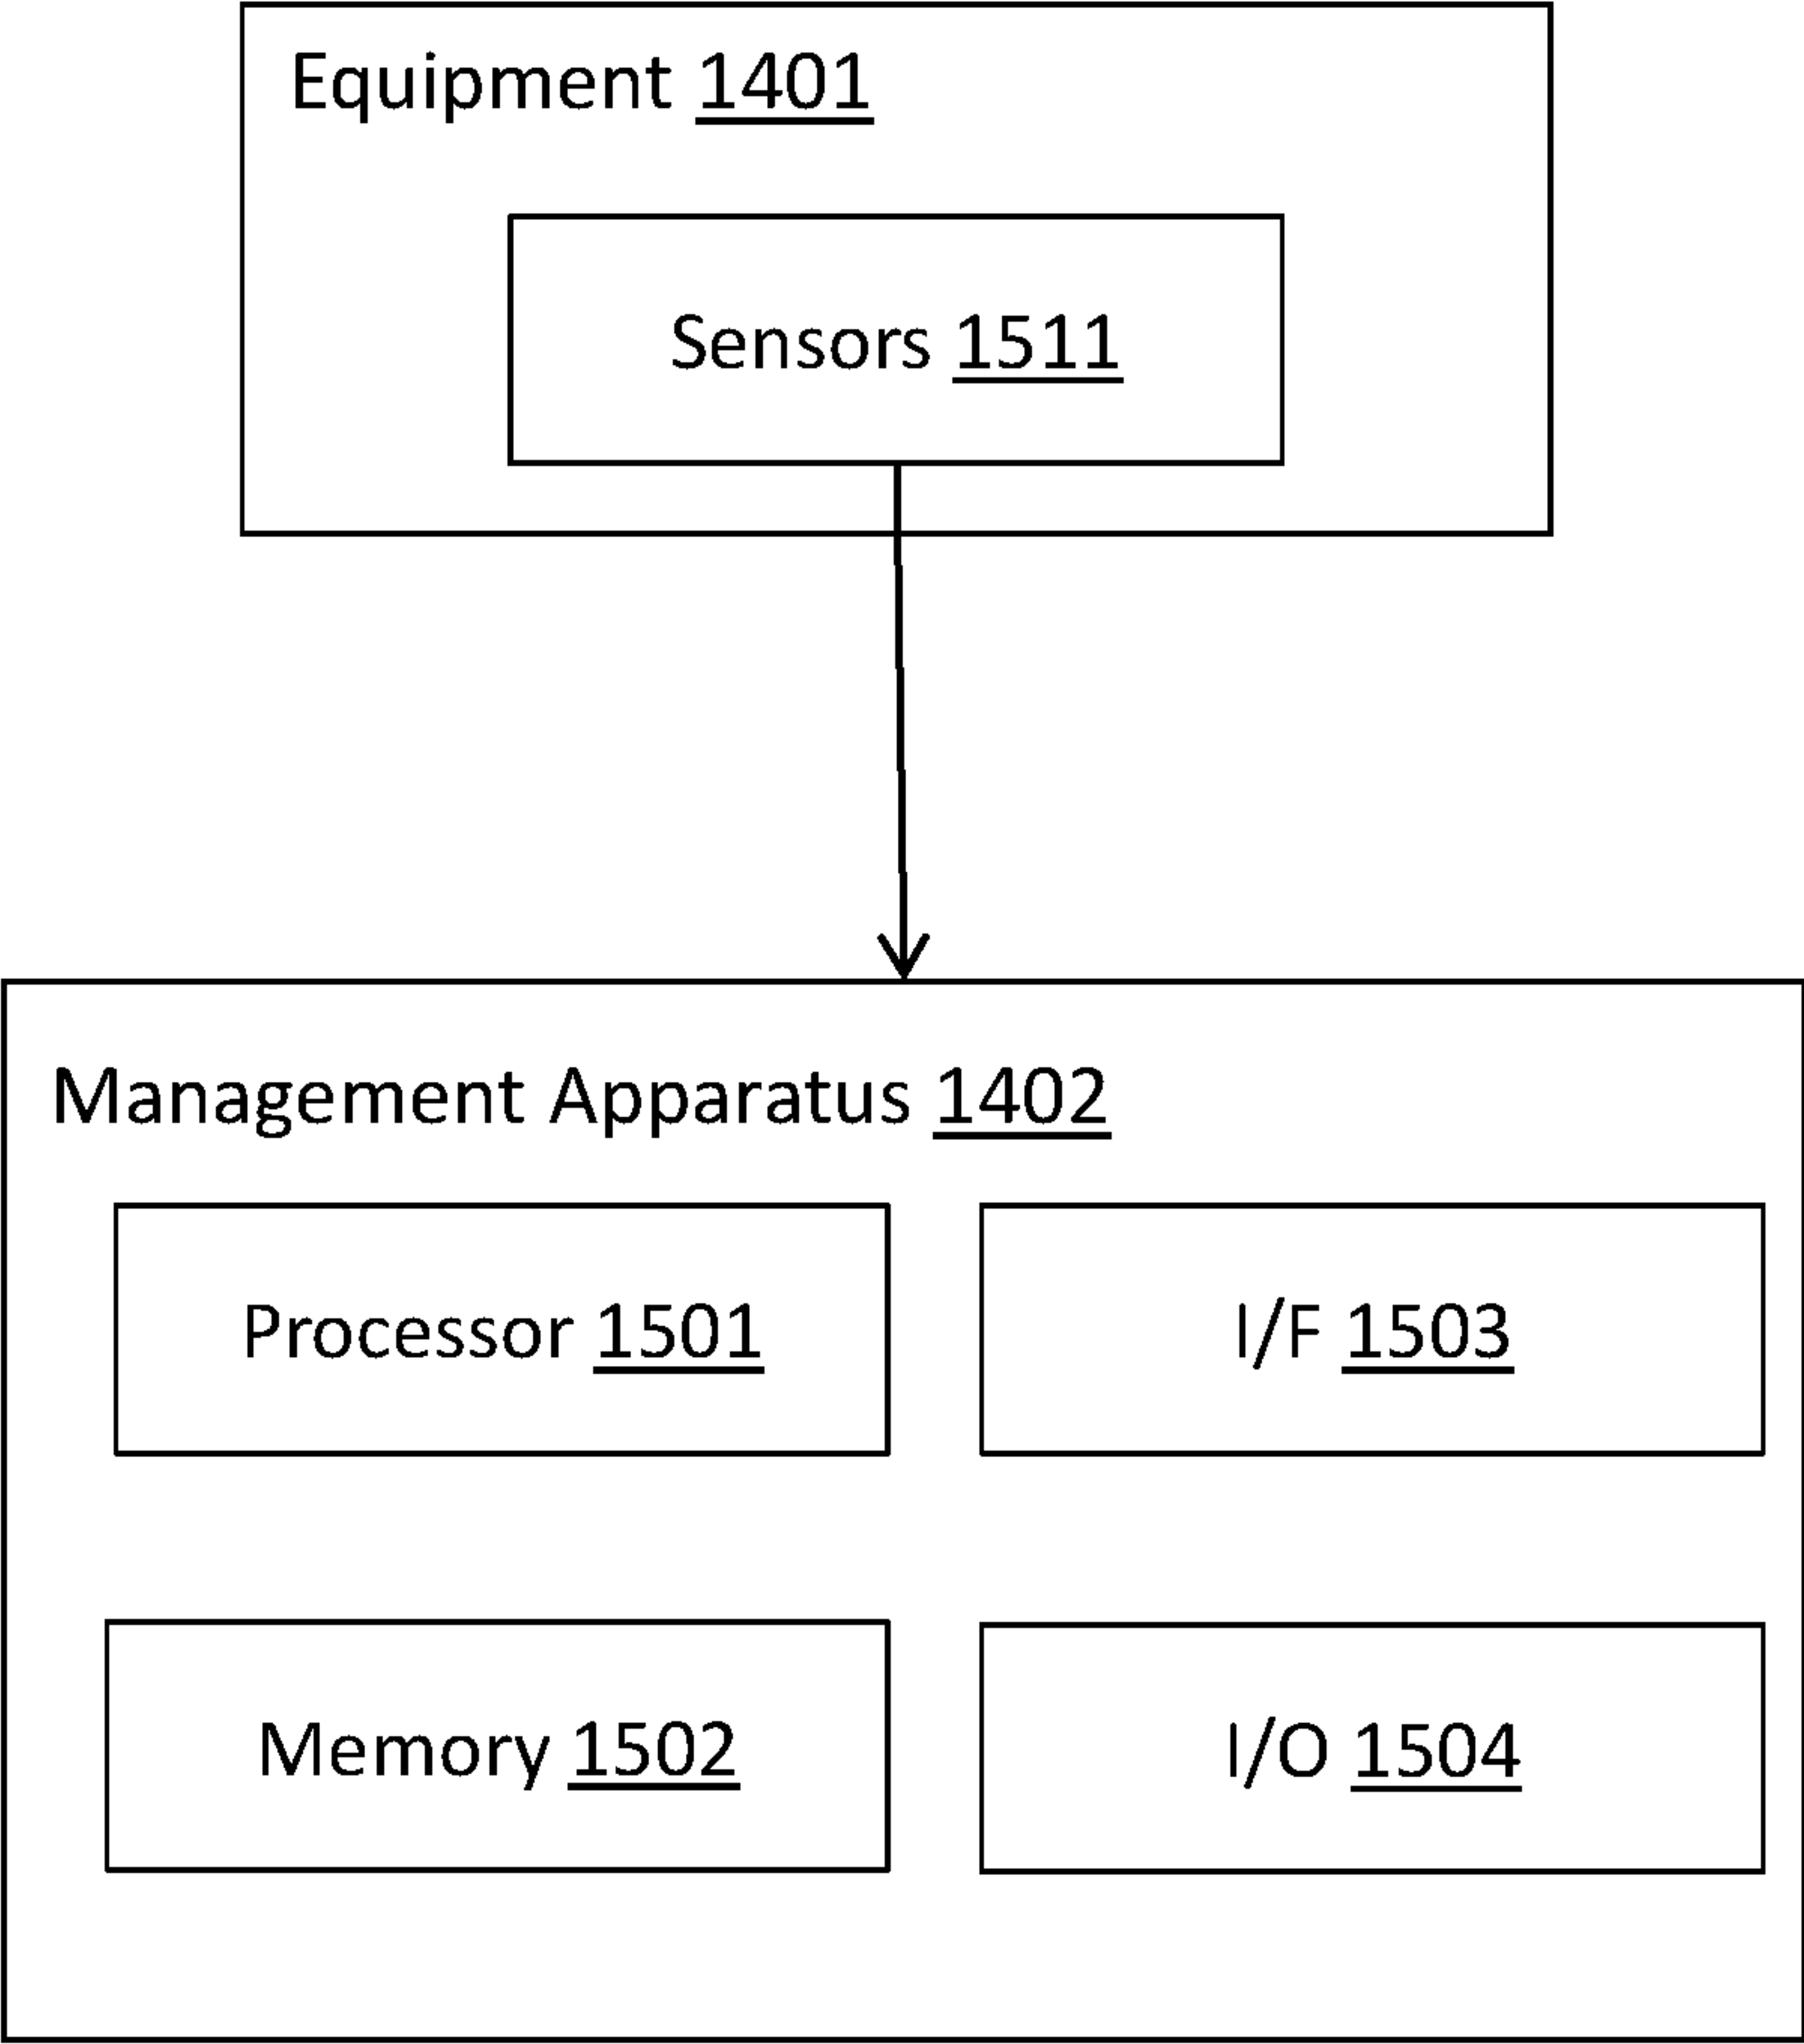 Equipment 1401
Sensors 1511
Management Apparatus 1402
Processor 1501
I/F 1503
Memory 1502
I/O 1504